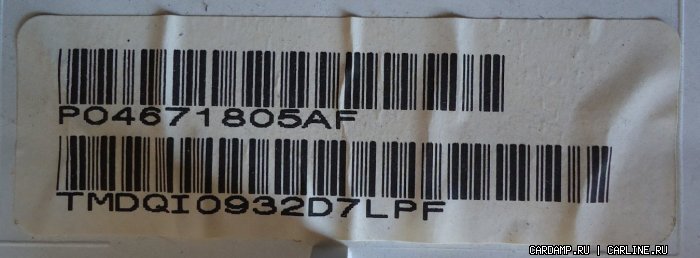 P04671805AF
TMDQI0932D7LPF
CARDAMP.RU | CARLINE.RU